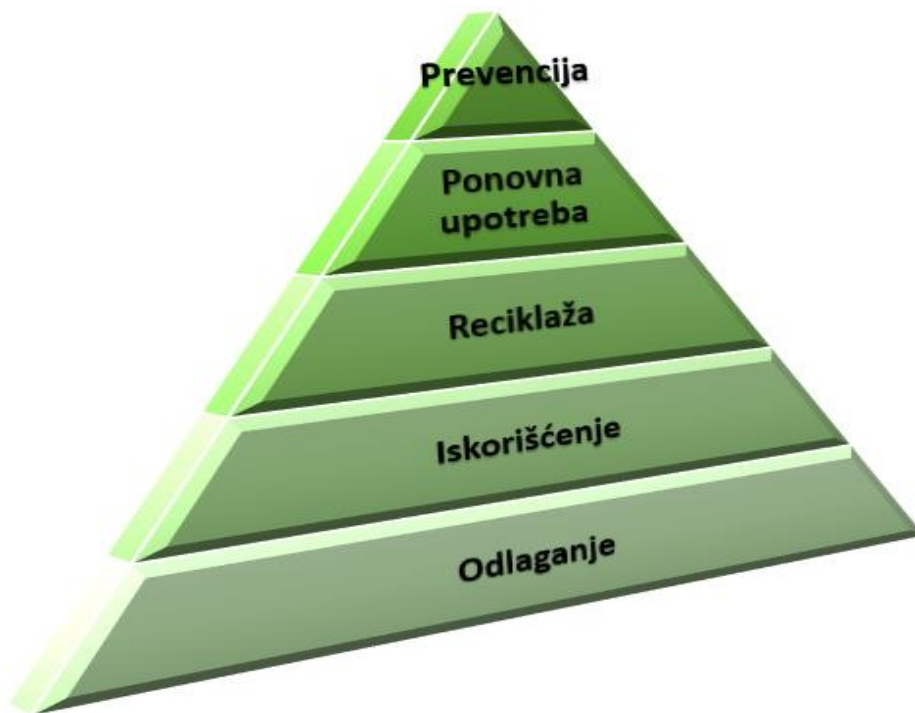 Prevencija
Ponovna
upotreba
Reciklaža
Iskorišćenje
Odlaganje